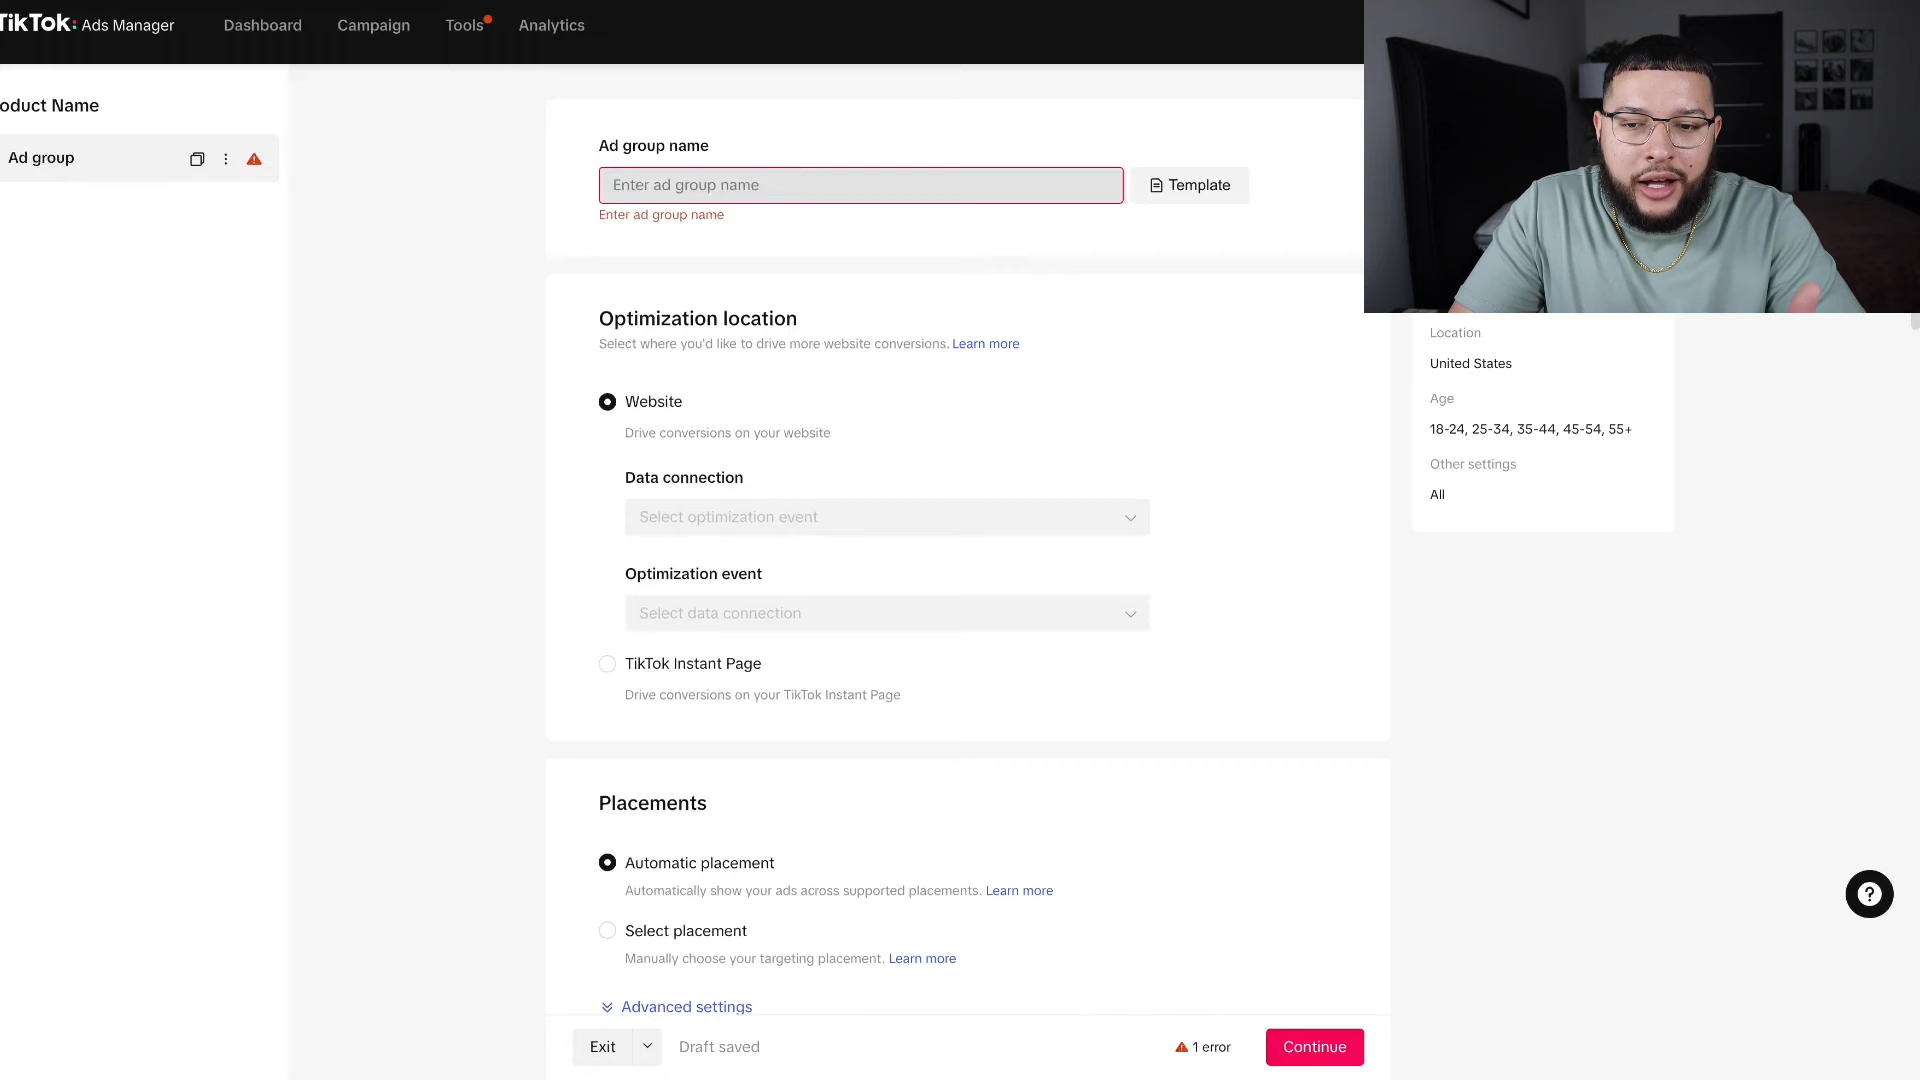 TikTok: Ads Manager
Dashboard
Campaign
Tools
Analytics
oduct Name
Ad group
Ad group name
Enter ad group name
Template
Enter ad group name
Optimization location
Select where you'd like to drive more website conversions. Learn more
Website
Drive conversions on your website
Data connection
Select optimization event
Optimization event
Select data connection
TikTok Instant Page
Drive conversions on your TikTok Instant Page
Placements
Automatic placement
Automatically show your ads across supported placements. Learn more
Select placement
Manually choose your targeting placement. Learn more
Advanced settings
Exit
Draft saved
1 error
Continue
Location
United States
Age
18-24, 25-34, 35-44, 45-54, 55+
Other settings
All
?